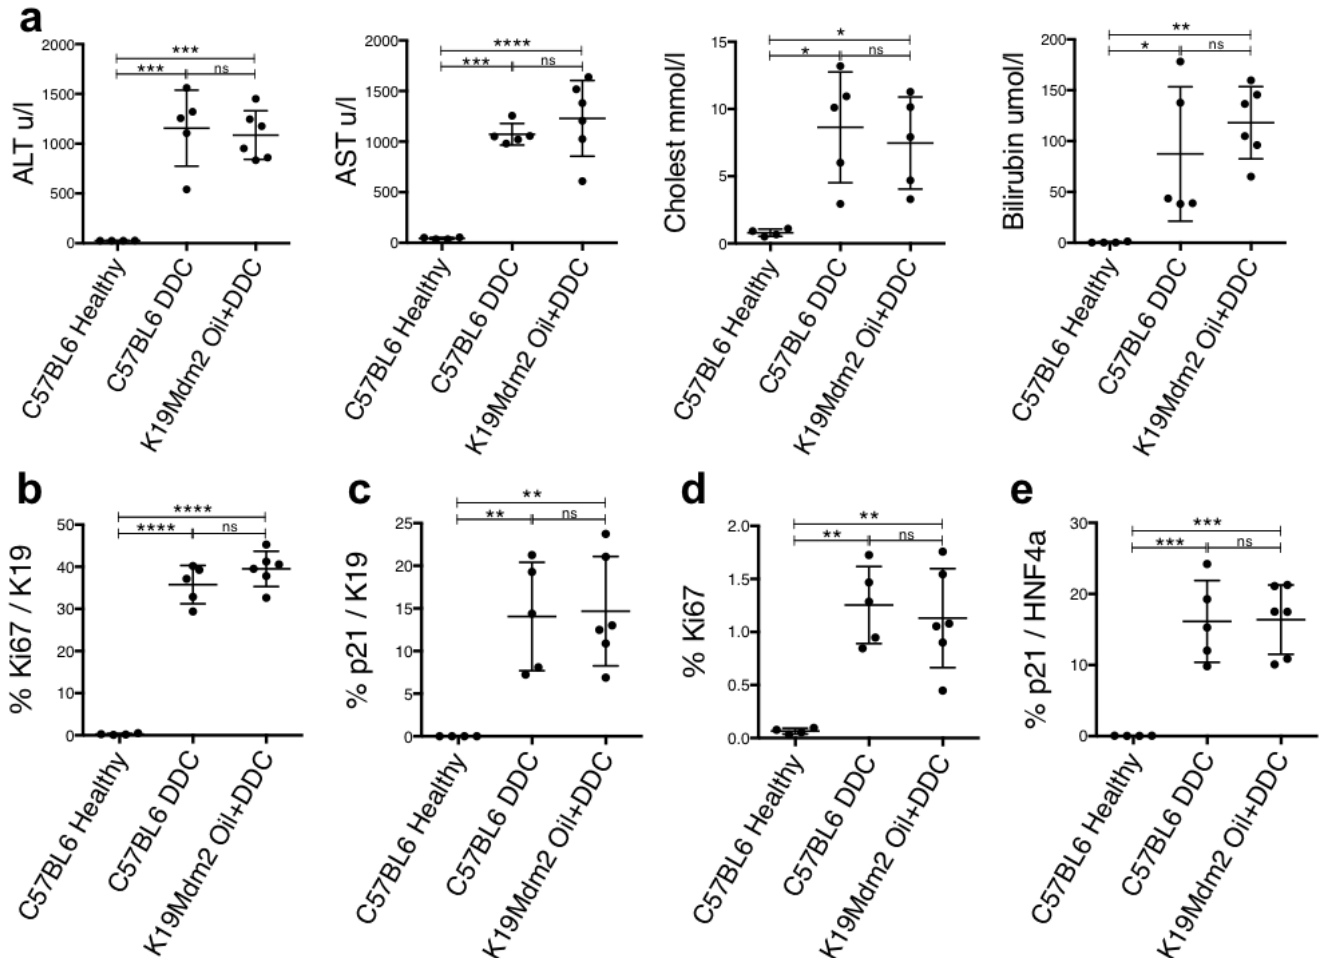 a
ALT u/l
2000
1500
1000
500
0
***
***
ns
C57BL6 Healthy
C57BL6 DDC
K19Mdm2 Oil+DDC
AST u/l
2000
1500
1000
500
0
****
***
ns
C57BL6 Healthy
C57BL6 DDC
K19Mdm2 Oil+DDC
Cholest mmol/l
15
10
5
0
*
*
ns
C57BL6 Healthy
C57BL6 DDC
K19Mdm2 Oil+DDC
Bilirubin umol/l
200
150
100
50
0
**
*
ns
C57BL6 Healthy
C57BL6 DDC
K19Mdm2 Oil+DDC
b
% Ki67 / K19
50
40
30
20
10
0
****
****
ns
C57BL6 Healthy
C57BL6 DDC
K19Mdm2 Oil+DDC
c
% p21 / K19
25
20
15
10
5
0
**
**
ns
C57BL6 Healthy
C57BL6 DDC
K19Mdm2 Oil+DDC
d
% Ki67
2.0
1.5
1.0
0.5
0.0
**
**
ns
C57BL6 Healthy
C57BL6 DDC
K19Mdm2 Oil+DDC
e
% p21 / HNF4a
30
20
10
0
***
***
ns
C57BL6 Healthy
C57BL6 DDC
K19Mdm2 Oil+DDC